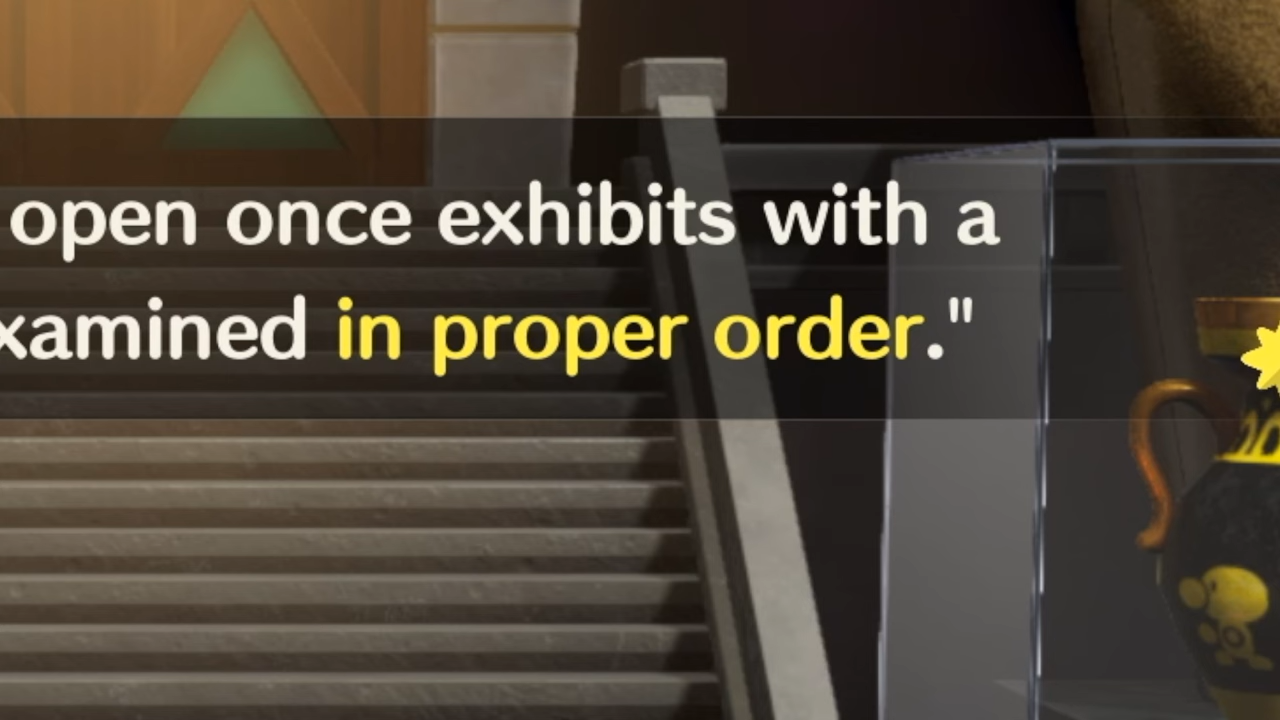 open once exhibits with a
xamined in proper order."